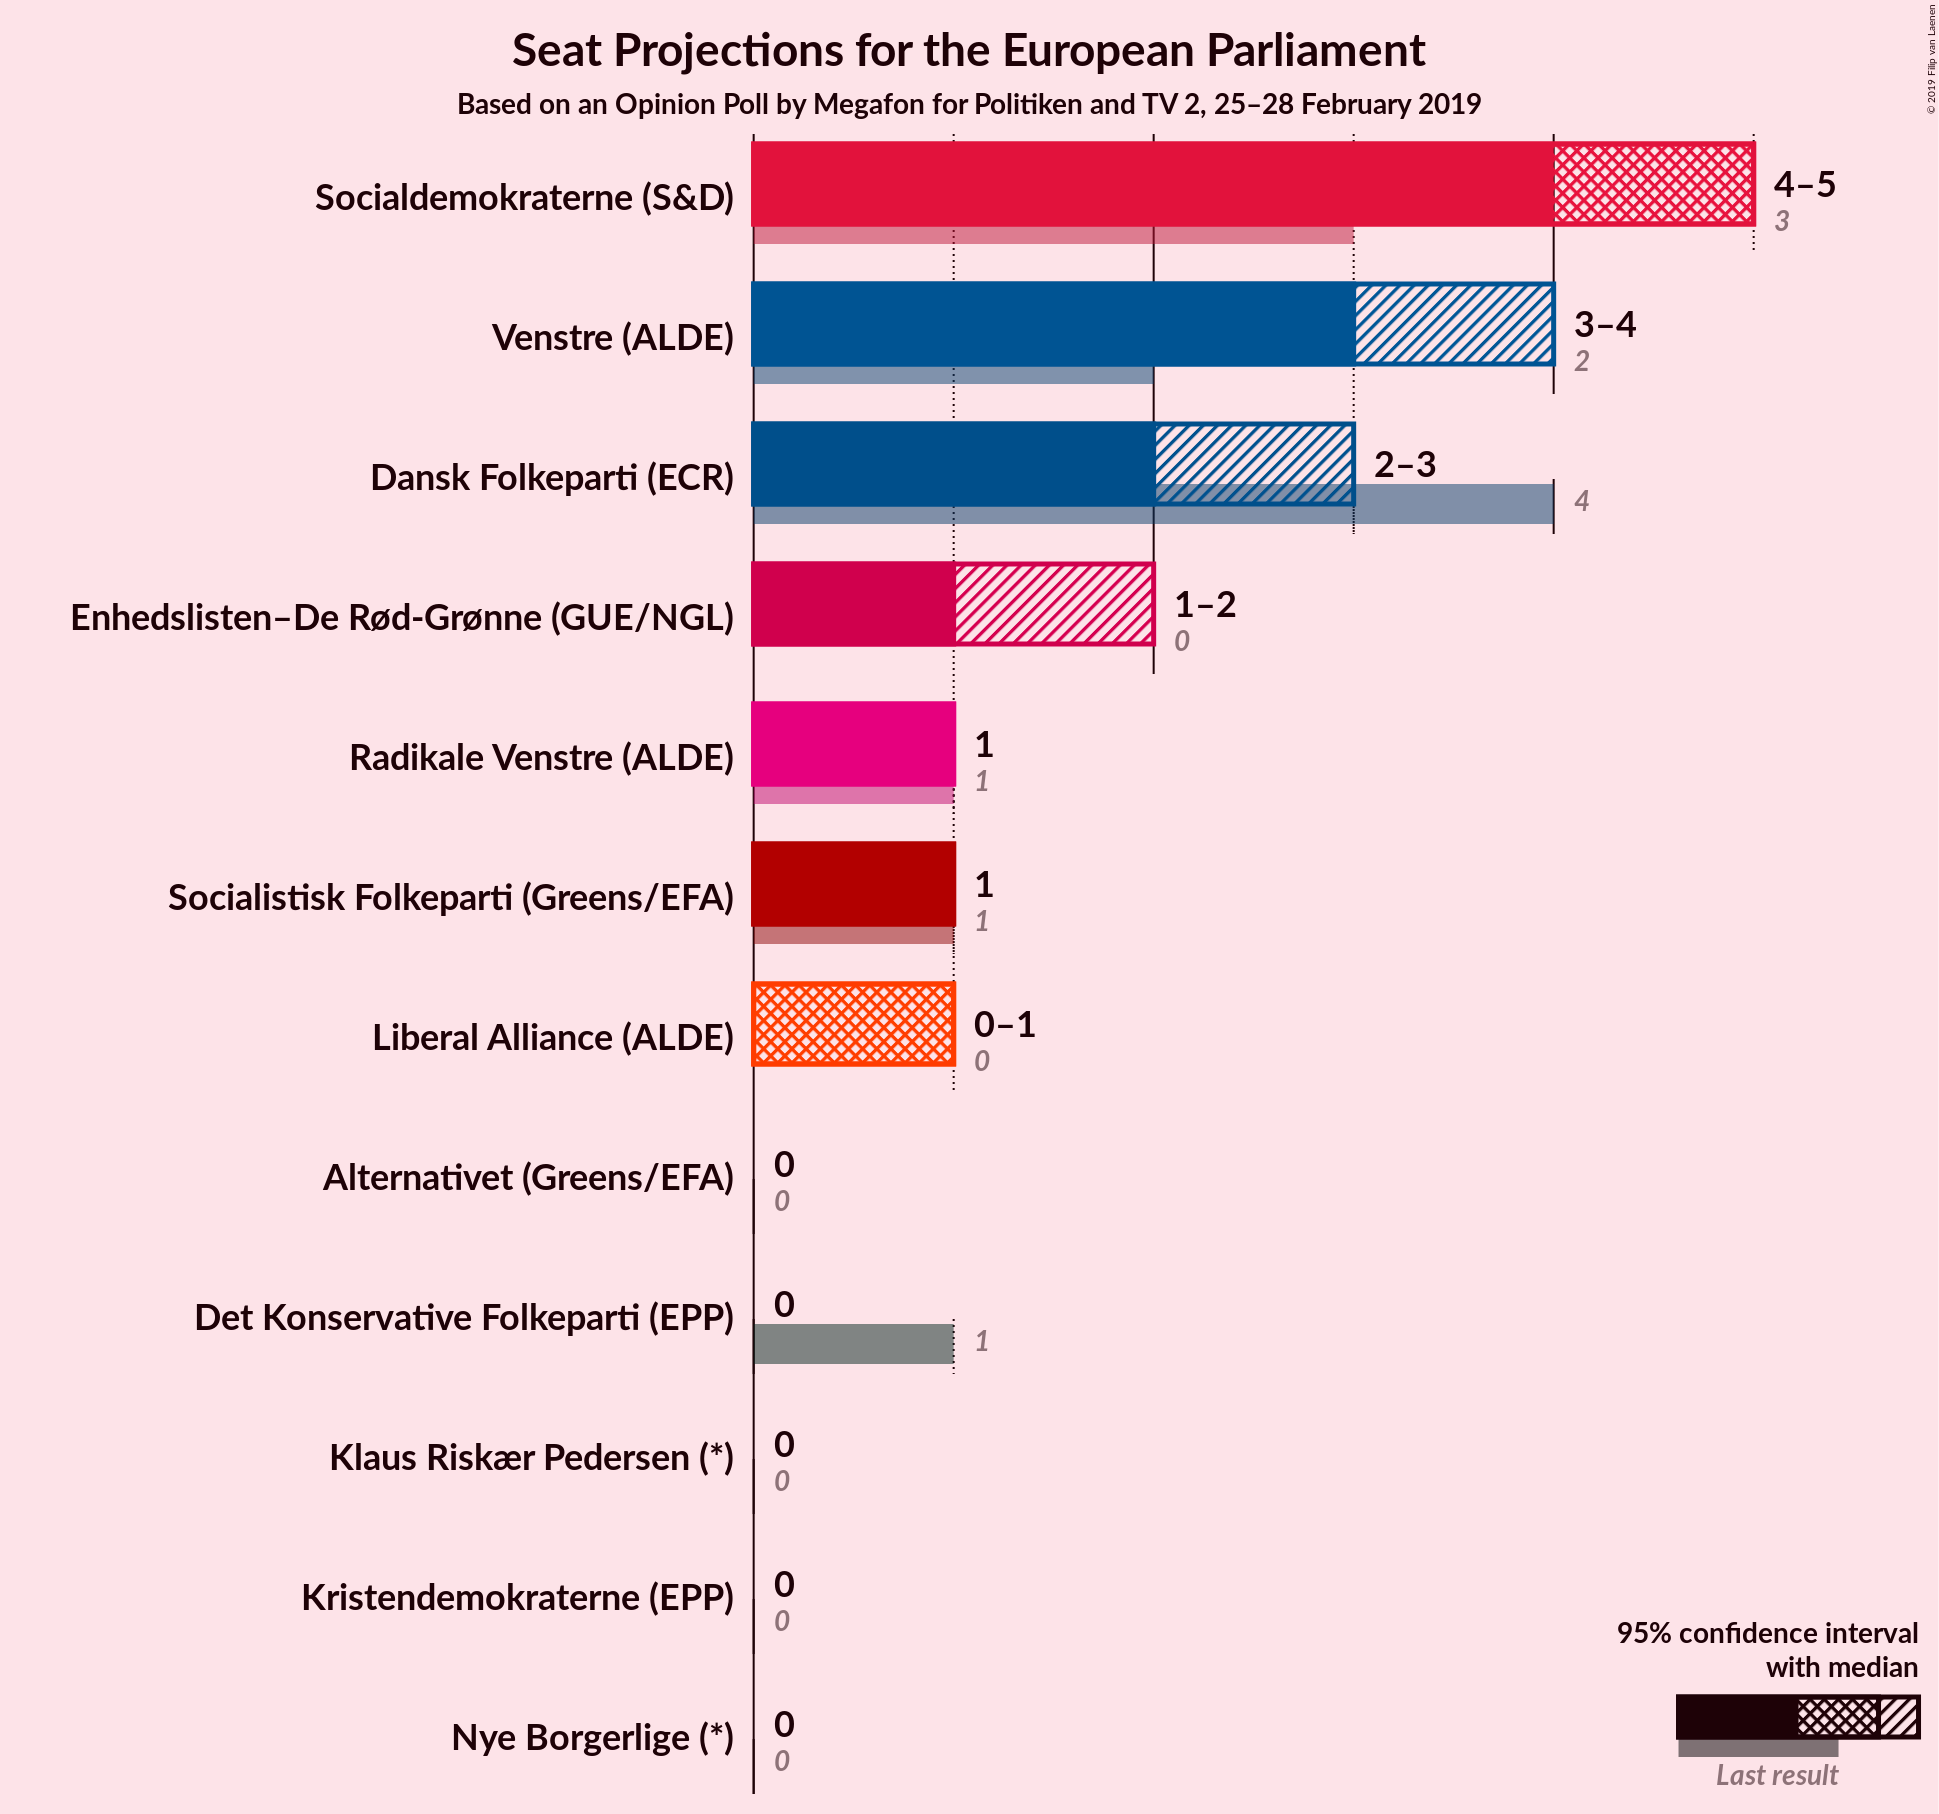 Seat Projections for the European Parliament
Based on an Opinion Poll by Megafon for Politiken and TV 2, 25–28 February 2019
© 2019 Filip van Laenen
Socialdemokraterne (S&D)
4–5
3
Venstre (ALDE)
3–4
2
Dansk Folkeparti (ECR)
2–3
4
Enhedslisten–De Rød-Grønne (GUE/NGL)
1–2
0
Radikale Venstre (ALDE)
1
1
Socialistisk Folkeparti (Greens/EFA)
1
1
Liberal Alliance (ALDE)
0–1
0
Alternativet (Greens/EFA)
0
0
Det Konservative Folkeparti (EPP)
0
1
Klaus Riskær Pedersen (*)
0
0
Kristendemokraterne (EPP)
0
0
Nye Borgerlige (*)
0
0
95% confidence interval
with median
Last result